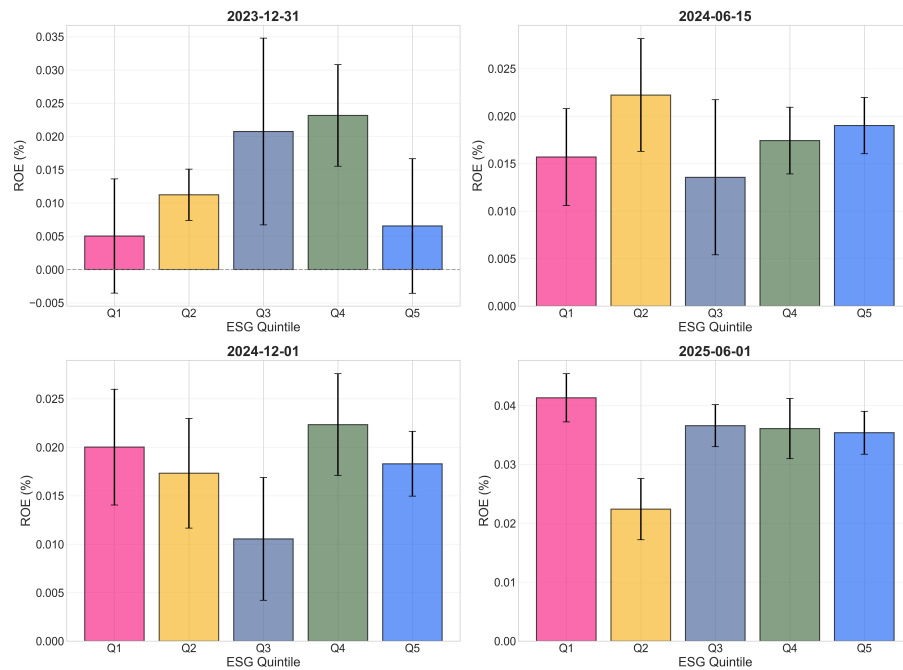 2023-12-31
ROE (%)
0.035
0.030
0.025
0.020
0.015
0.010
0.005
0.000
−0.005
Q1 Q2 Q3 Q4 Q5
ESG Quintile
2024-06-15
ROE (%)
0.025
0.020
0.015
0.010
0.005
0.000
Q1 Q2 Q3 Q4 Q5
ESG Quintile
2024-12-01
ROE (%)
0.025
0.020
0.015
0.010
0.005
0.000
Q1 Q2 Q3 Q4 Q5
ESG Quintile
2025-06-01
ROE (%)
0.04
0.03
0.02
0.01
0.00
Q1 Q2 Q3 Q4 Q5
ESG Quintile